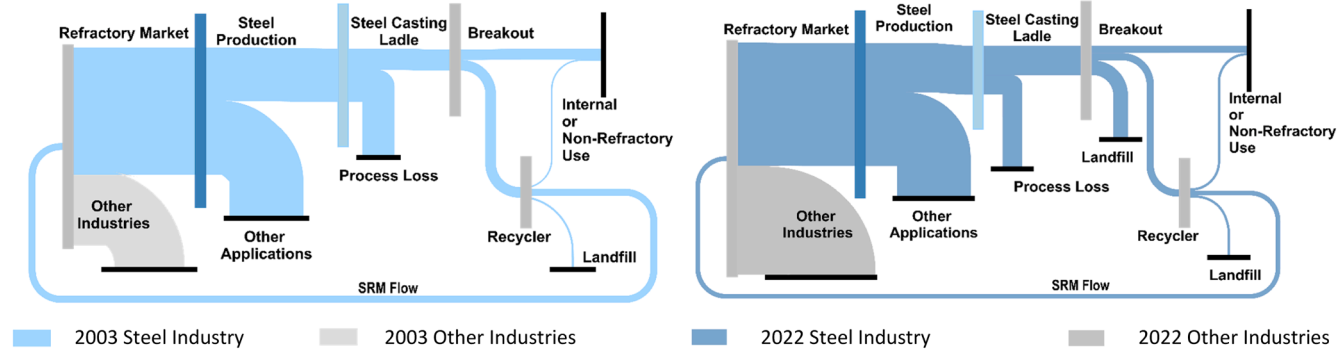 Refractory Market
Steel
Production
Steel Casting
Ladle
Breakout
Internal
or
Non-Refractory
Use
Process Loss
Other
Industries
Other
Applications
Recycler
Landfill
SRM Flow
2003 Steel Industry
2003 Other Industries
Refractory Market
Steel
Production
Steel Casting
Ladle
Breakout
Internal
or
Non-Refractory
Use
Landfill
Process Loss
Other
Industries
Other
Applications
Recycler
Landfill
SRM Flow
2022 Steel Industry
2022 Other Industries